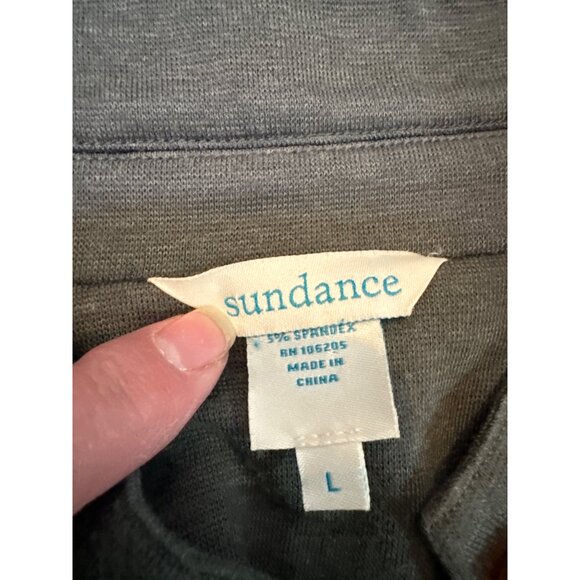 sundance
5% SPANDEX
RN 106205
MADE IN
CHINA
L